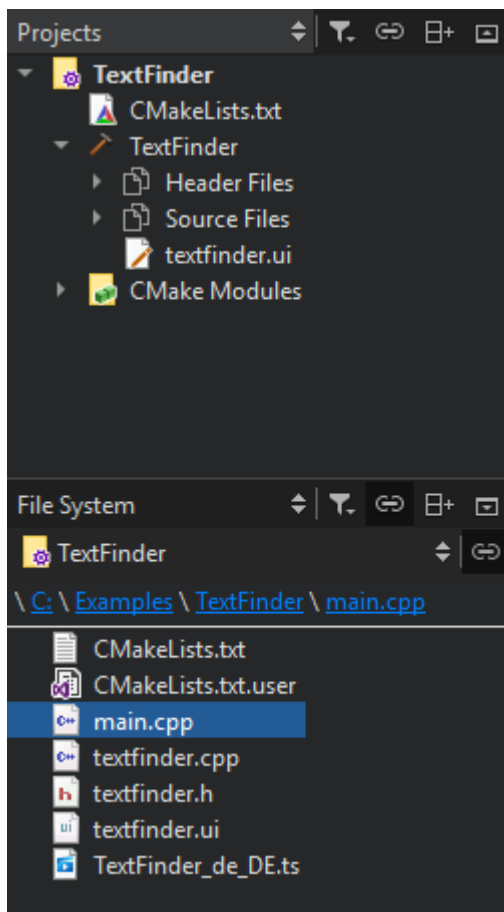 Projects
TextFinder
CMakeLists.txt
TextFinder
Header Files
Source Files
textfinder.ui
CMake Modules
File System
TextFinder
\ C: \ Examples \ TextFinder \ main.cpp
CMakeLists.txt
CMakeLists.txt.user
C++ main.cpp
C++ textfinder.cpp
h textfinder.h
ui textfinder.ui
TextFinder_de_DE.ts